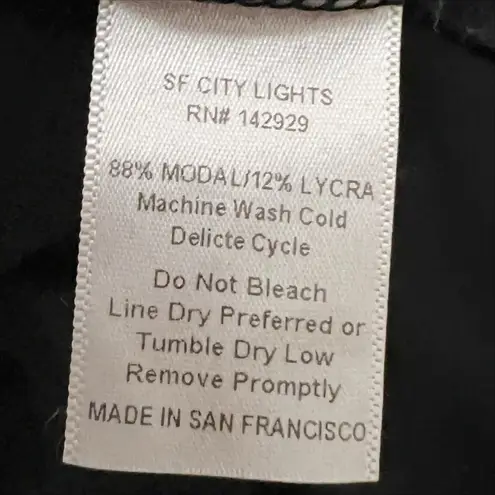 SF CITY LIGHTS
RN# 142929
88% MODAL/12% LYCRA
Machine Wash Cold
Delicte Cycle
Do Not Bleach
Line Dry Preferred or
Tumble Dry Low
Remove Promptly
MADE IN SAN FRANCISCO